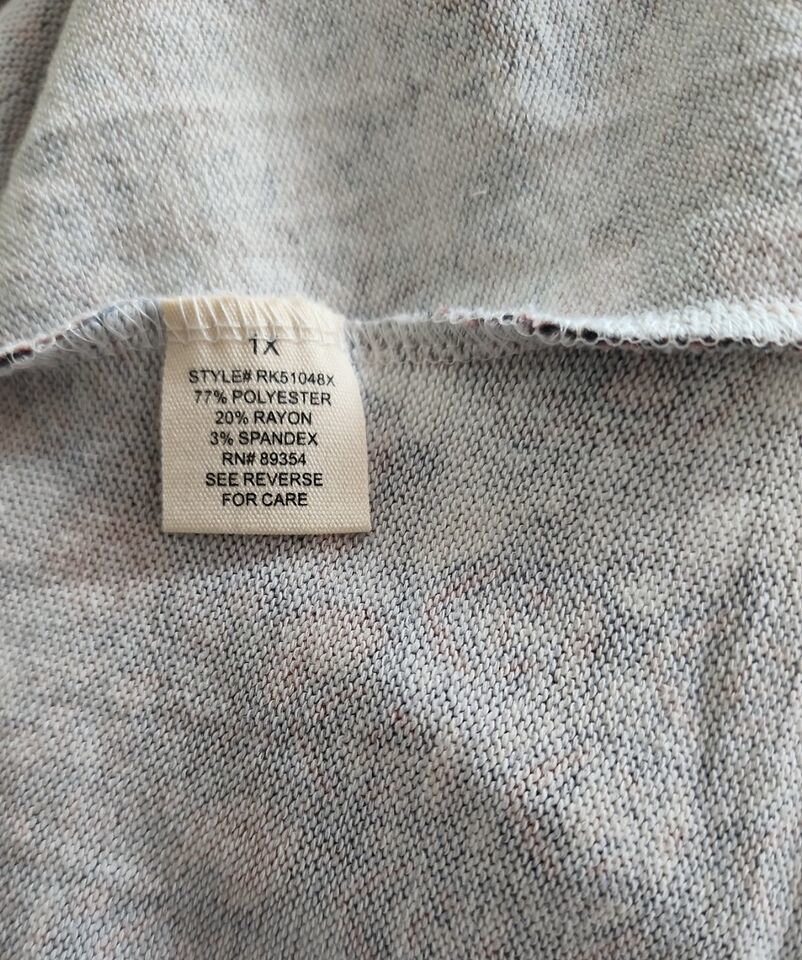 1X
STYLE# RK51048X
77% POLYESTER
20% RAYON
3% SPANDEX
RN# 89354
SEE REVERSE
FOR CARE